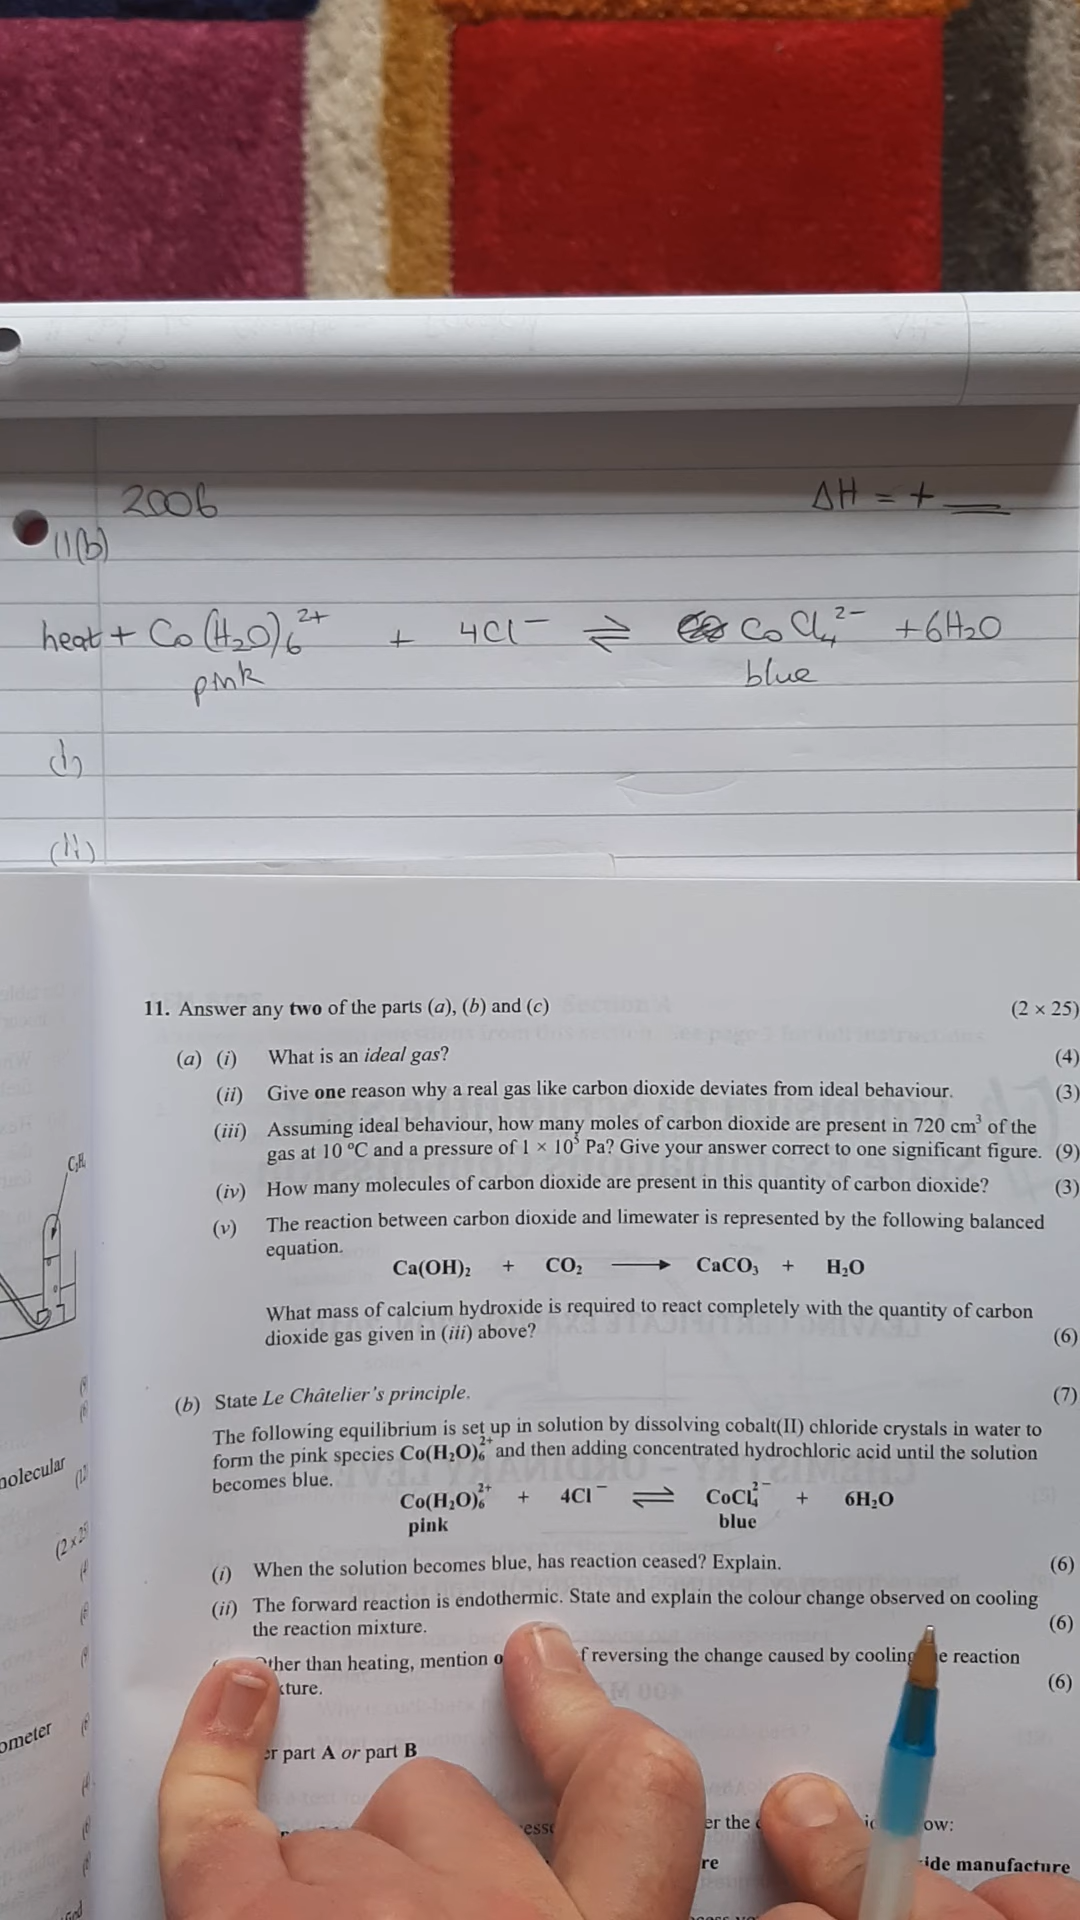 2006
ΔH = + __
11(b)
heat + Co(H₂O)₆²⁺ + 4Cl⁻ ⇌ CoCl₄²⁻ + 6H₂O
pink blue
(i)
(ii)
11. Answer any two of the parts (a), (b) and (c) (2 × 25)
(a) (i) What is an ideal gas? (4)
(ii) Give one reason why a real gas like carbon dioxide deviates from ideal behaviour. (3)
(iii) Assuming ideal behaviour, how many moles of carbon dioxide are present in 720 cm³ of the
gas at 10 °C and a pressure of 1 × 10⁵ Pa? Give your answer correct to one significant figure. (9)
(iv) How many molecules of carbon dioxide are present in this quantity of carbon dioxide? (3)
(v) The reaction between carbon dioxide and limewater is represented by the following balanced
equation.
Ca(OH)₂ + CO₂ ⟶ CaCO₃ + H₂O
What mass of calcium hydroxide is required to react completely with the quantity of carbon
dioxide gas given in (iii) above? (6)
(b) State Le Châtelier's principle. (7)
The following equilibrium is set up in solution by dissolving cobalt(II) chloride crystals in water to
form the pink species Co(H₂O)₆²⁺ and then adding concentrated hydrochloric acid until the solution
becomes blue.
Co(H₂O)₆²⁺ + 4Cl⁻ ⇌ CoCl₄²⁻ + 6H₂O
pink blue
(i) When the solution becomes blue, has reaction ceased? Explain. (6)
(ii) The forward reaction is endothermic. State and explain the colour change observed on cooling
the reaction mixture. (6)
ther than heating, mention reversing the change caused by cooling reaction
xture. (6)
part A or part B
er the ow:
ide manufacture
C₂H₂
molecular
(2 × 25
ometer